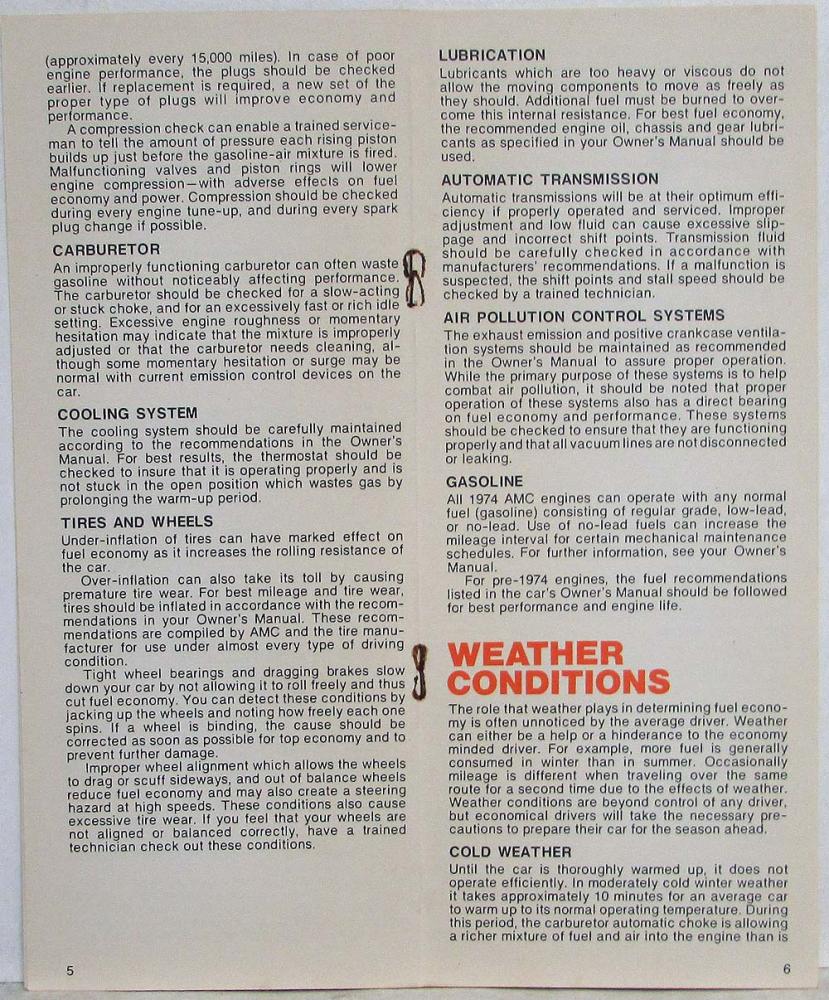 (approximately every 15,000 miles). In case of poor
engine performance, the plugs should be checked
earlier. If replacement is required, a new set of the
proper type of plugs will improve economy and
performance.
A compression check can enable a trained service-
man to tell the amount of pressure each rising piston
builds up just before the gasoline-air mixture is fired.
Malfunctioning valves and piston rings will lower
engine compression—with adverse effects on fuel
economy and power. Compression should be checked
during every engine tune-up, and during every spark
plug change if possible.
CARBURETOR
An improperly functioning carburetor can often waste
gasoline without noticeably affecting performance.
The carburetor should be checked for a slow-acting
or stuck choke, and for an excessively fast or rich idle
setting. Excessive engine roughness or momentary
hesitation may indicate that the mixture is improperly
adjusted or that the carburetor needs cleaning, al-
though some momentary hesitation or surge may be
normal with current emission control devices on the
car.
COOLING SYSTEM
The cooling system should be carefully maintained
according to the recommendations in the Owner's
Manual. For best results, the thermostat should be
checked to insure that it is operating properly and is
not stuck in the open position which wastes gas by
prolonging the warm-up period.
TIRES AND WHEELS
Under-inflation of tires can have marked effect on
fuel economy as it increases the rolling resistance of
the car.
Over-inflation can also take its toll by causing
premature tire wear. For best mileage and tire wear,
tires should be inflated in accordance with the recom-
mendations in your Owner's Manual. These recom-
mendations are compiled by AMC and the tire manu-
facturer for use under almost every type of driving
condition.
Tight wheel bearings and dragging brakes slow
down your car by not allowing it to roll freely and thus
cut fuel economy. You can detect these conditions by
jacking up the wheels and noting how freely each one
spins. If a wheel is binding, the cause should be
corrected as soon as possible for top economy and to
prevent further damage.
Improper wheel alignment which allows the wheels
to drag or scuff sideways, and out of balance wheels
reduce fuel economy and may also create a steering
hazard at high speeds. These conditions also cause
excessive tire wear. If you feel that your wheels are
not aligned or balanced correctly, have a trained
technician check out these conditions.
5
LUBRICATION
Lubricants which are too heavy or viscous do not
allow the moving components to move as freely as
they should. Additional fuel must be burned to over-
come this internal resistance. For best fuel economy,
the recommended engine oil, chassis and gear lubri-
cants as specified in your Owner's Manual should be
used.
AUTOMATIC TRANSMISSION
Automatic transmissions will be at their optimum effi-
ciency if properly operated and serviced. Improper
adjustment and low fluid can cause excessive slip-
page and incorrect shift points. Transmission fluid
should be carefully checked in accordance with
manufacturers' recommendations. If a malfunction is
suspected, the shift points and stall speed should be
checked by a trained technician.
AIR POLLUTION CONTROL SYSTEMS
The exhaust emission and positive crankcase ventila-
tion systems should be maintained as recommended
in the Owner's Manual to assure proper operation.
While the primary purpose of these systems is to help
combat air pollution, it should be noted that proper
operation of these systems also has a direct bearing
on fuel economy and performance. These systems
should be checked to ensure that they are functioning
properly and that all vacuum lines are not disconnected
or leaking.
GASOLINE
All 1974 AMC engines can operate with any normal
fuel (gasoline) consisting of regular grade, low-lead,
or no-lead. Use of no-lead fuels can increase the
mileage interval for certain mechanical maintenance
schedules. For further information, see your Owner's
Manual.
For pre-1974 engines, the fuel recommendations
listed in the car's Owner's Manual should be followed
for best performance and engine life.
WEATHER
CONDITIONS
The role that weather plays in determining fuel econo-
my is often unnoticed by the average driver. Weather
can either be a help or a hinderance to the economy
minded driver. For example, more fuel is generally
consumed in winter than in summer. Occasionally
mileage is different when traveling over the same
route for a second time due to the effects of weather.
Weather conditions are beyond control of any driver,
but economical drivers will take the necessary pre-
cautions to prepare their car for the season ahead.
COLD WEATHER
Until the car is thoroughly warmed up, it does not
operate efficiently. In moderately cold winter weather
it takes approximately 10 minutes for an average car
to warm up to its normal operating temperature. During
this period, the carburetor automatic choke is allowing
a richer mixture of fuel and air into the engine than is
6